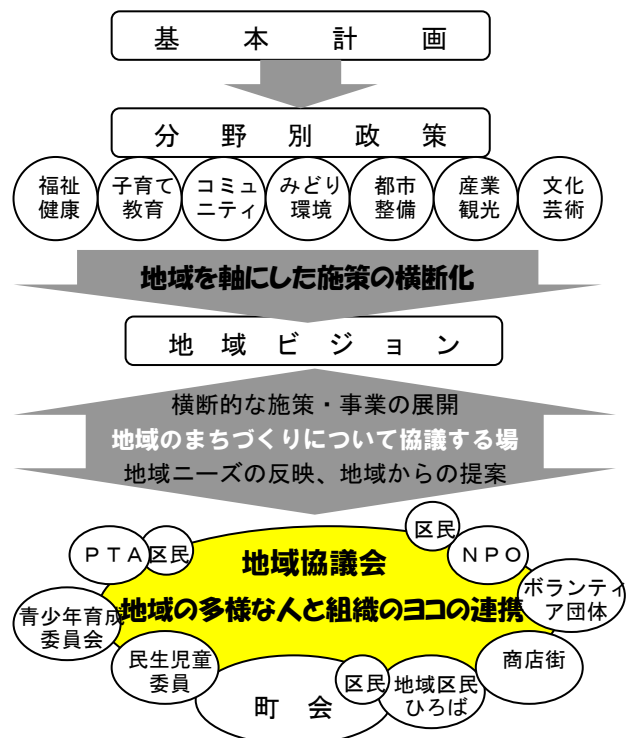 基本計画
分野別政策
福祉
健康
子育て
教育
コミュ
ニティ
みどり
環境
都市
整備
産業
観光
文化
芸術
地域を軸にした施策の横断化
地域ビジョン
横断的な施策・事業の展開
地域のまちづくりについて協議する場
地域ニーズの反映、地域からの提案
区民
PTA
区民
NPO
地域協議会
ボランティ
ア団体
地域の多様な人と組織のヨコの連携
青少年育成
委員会
民生児童
委員
商店街
区民
地域区民
ひろば
町会